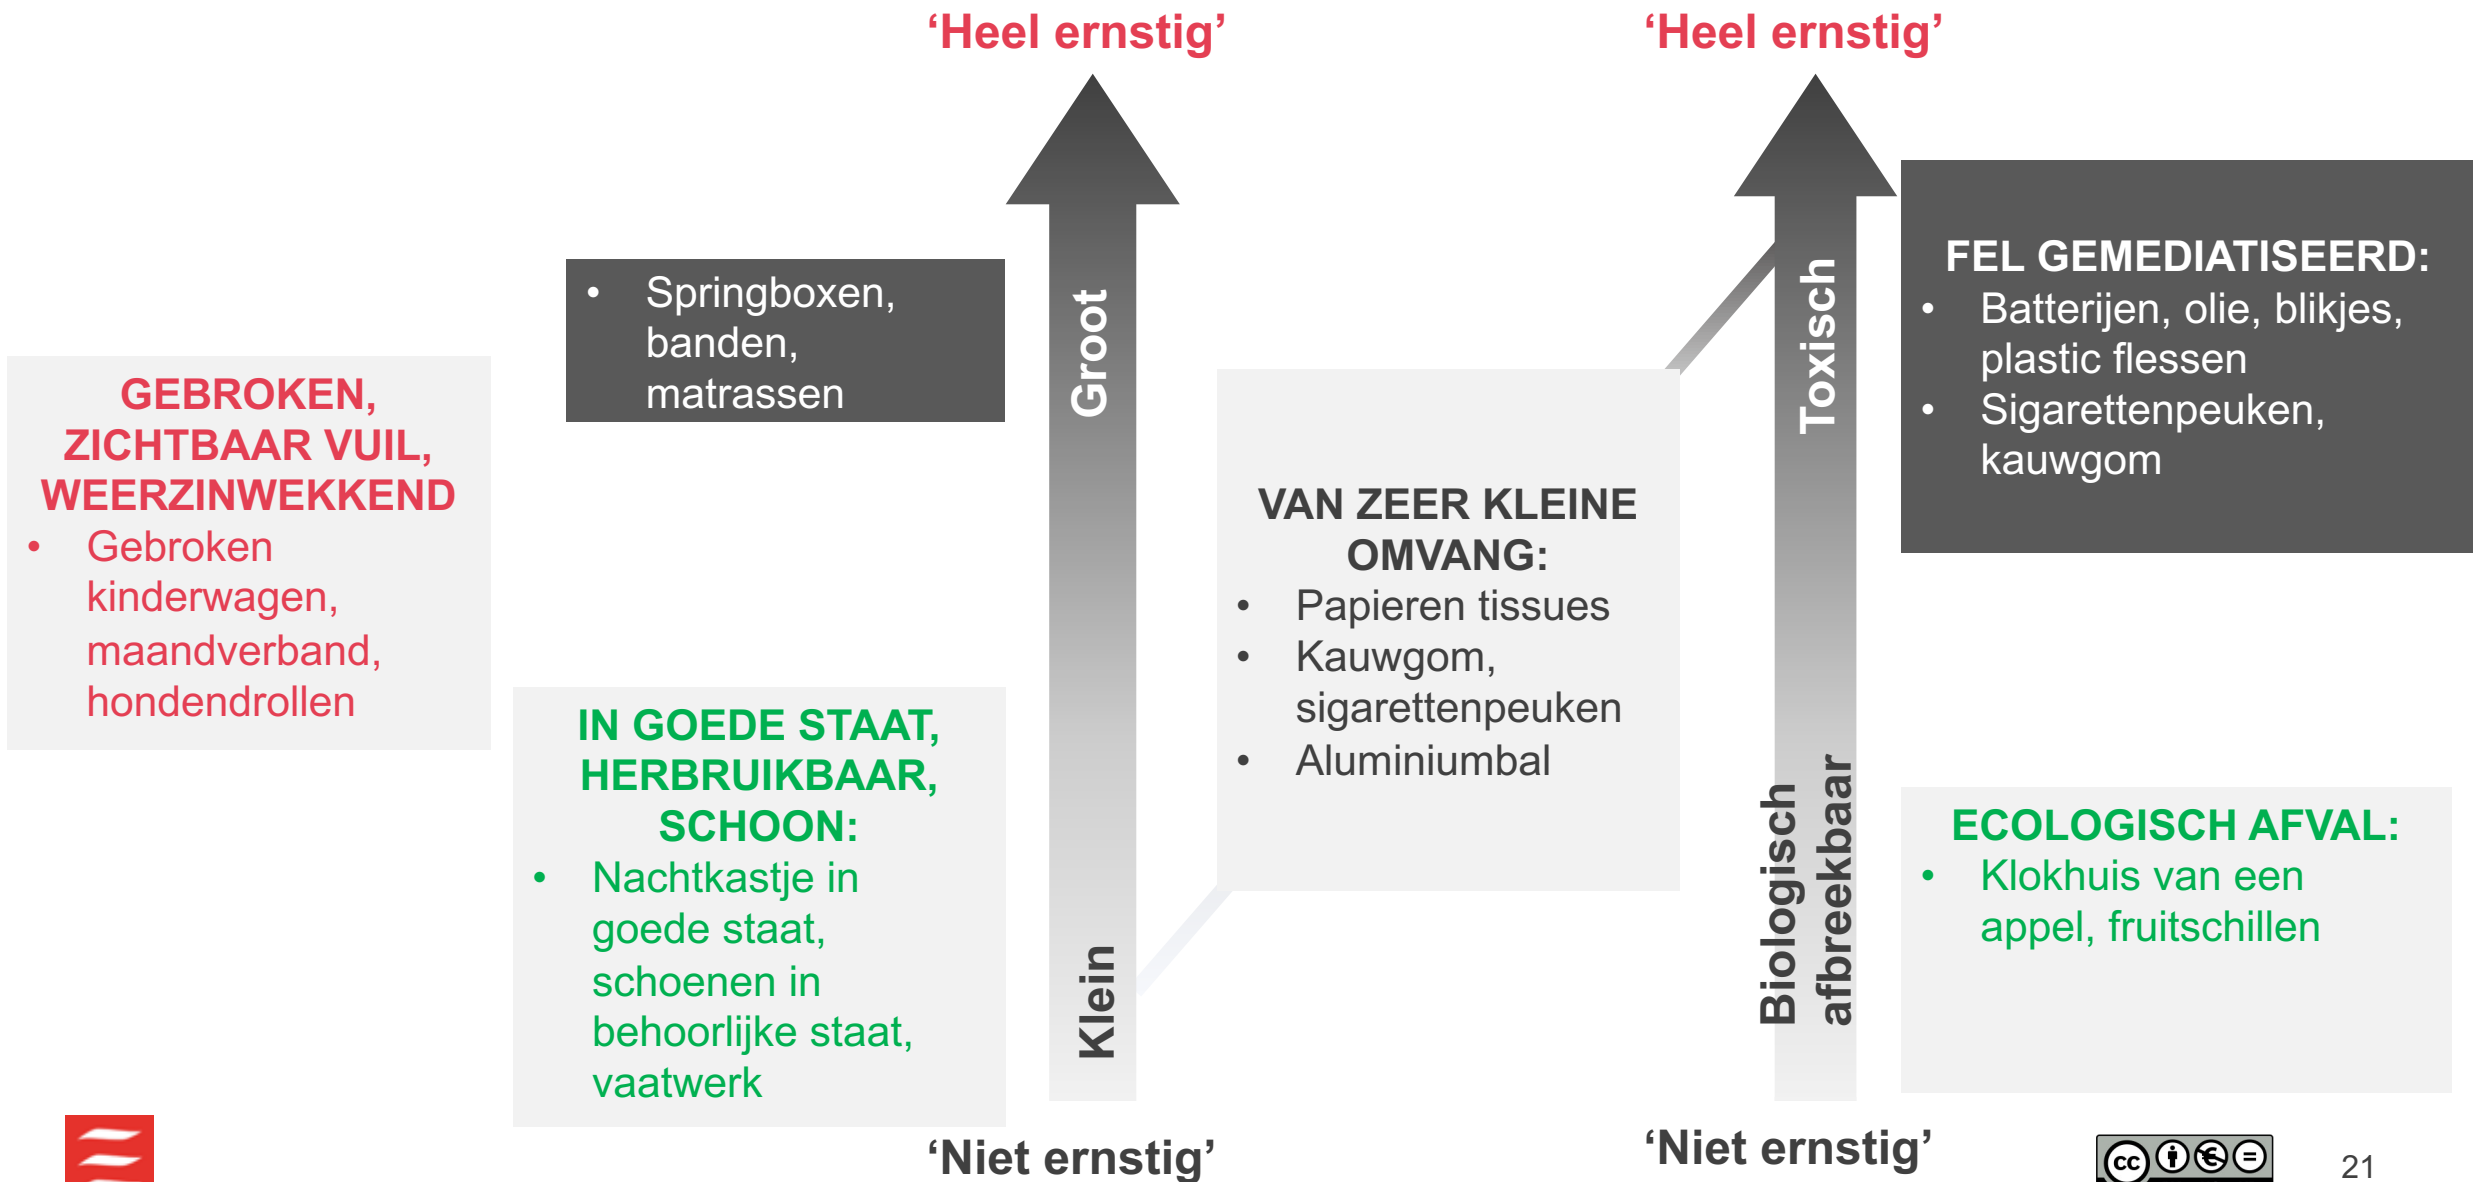 ‘Heel ernstig’
‘Heel ernstig’
GEBROKEN,
ZICHTBAAR VUIL,
WEERZINWEKKEND
• Gebroken
kinderwagen,
maandverband,
hondendrollen
• Springboxen,
banden,
matrassen
IN GOEDE STAAT,
HERBRUIKBAAR,
SCHOON:
• Nachtkastje in
goede staat,
schoenen in
behoorlijke staat,
vaatwerk
Groot
Klein
VAN ZEER KLEINE
OMVANG:
• Papieren tissues
• Kauwgom,
sigarettenpeuken
• Aluminiumbal
Toxisch
Biologisch
afbreekbaar
FEL GEMEDIATISEERD:
• Batterijen, olie, blikjes,
plastic flessen
• Sigarettenpeuken,
kauwgom
ECOLOGISCH AFVAL:
• Klokhuis van een
appel, fruitschillen
‘Niet ernstig’
‘Niet ernstig’
cc
21